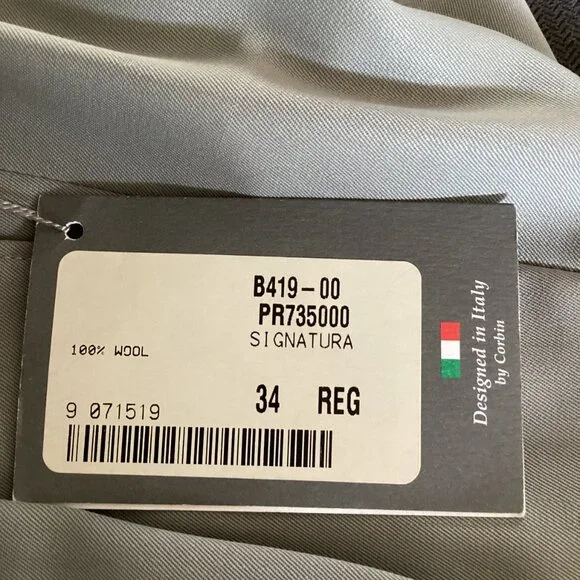 B419-00
PR735000
SIGNATURA
100% WOOL
34 REG
9 071519
Designed in Italy
by Corbin